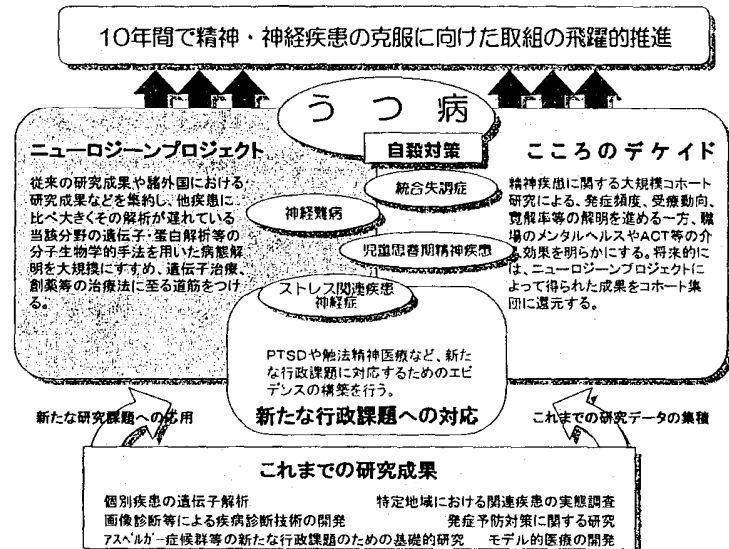 10年間で精神・神経疾患の克服に向けた取組の飛躍的推進
うつ病
自殺対策
ニューロジーンプロジェクト
従来の研究成果や諸外国における
研究成果などを集約し、他疾患に
比べ大きくその解析が遅れている
当該分野の遺伝子・蛋白解析等の
分子生物学的手法を用いた病態解
明を大規模にすすめ、遺伝子治療、
創薬等の治療法に至る道筋をつけ
る。
統合失調症
神経難病
児童思春期精神疾患
ストレス関連疾患
神経症
こころのデケイド
精神疾患に関する大規模コホート
研究による、発症頻度、受療動向、
寛解率等の解明を進める一方、職
場のメンタルヘルスやACT等の介
入効果を明らかにする。将来的に
は、ニューロジーンプロジェクトに
よって得られた成果をコホート集
団に還元する。
PTSDや触法精神医療など、新た
な行政課題に対応するためのエビ
デンスの構築を行う。
新たな行政課題への対応
新たな研究課題への応用
これまでの研究データの集積
これまでの研究成果
個別疾患の遺伝子解析
特定地域における関連疾患の実態調査
画像診断等による疾病診断技術の開発
発症予防対策に関する研究
アスペルガー症候群等の新たな行政課題のための基礎的研究
モデル的医療の開発